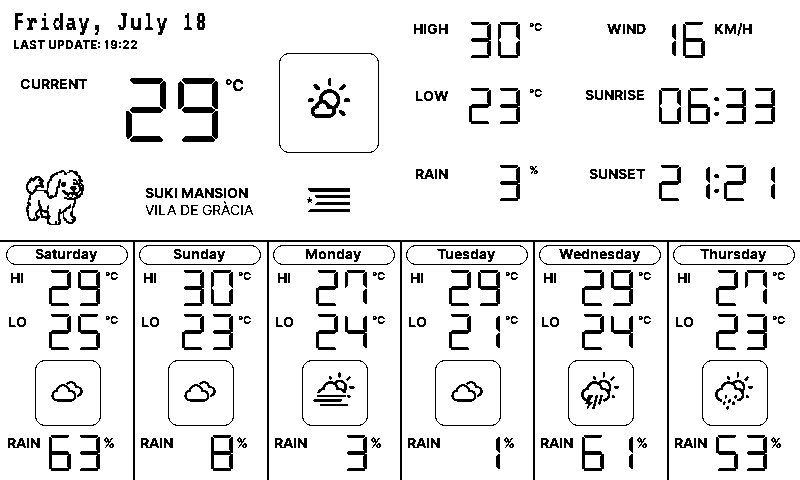 Friday, July 18
LAST UPDATE: 19:22
CURRENT 29 °C
HIGH 30 °C
WIND 16 KM/H
LOW 23 °C
SUNRISE 06:33
RAIN 3 %
SUNSET 21:21
SUKI MANSION
VILA DE GRÀCIA
Saturday
HI 29 °C
LO 25 °C
RAIN 63 %
Sunday
HI 30 °C
LO 23 °C
RAIN 8 %
Monday
HI 27 °C
LO 24 °C
RAIN 3 %
Tuesday
HI 29 °C
LO 21 °C
RAIN 1 %
Wednesday
HI 29 °C
LO 24 °C
RAIN 61 %
Thursday
HI 27 °C
LO 23 °C
RAIN 53 %